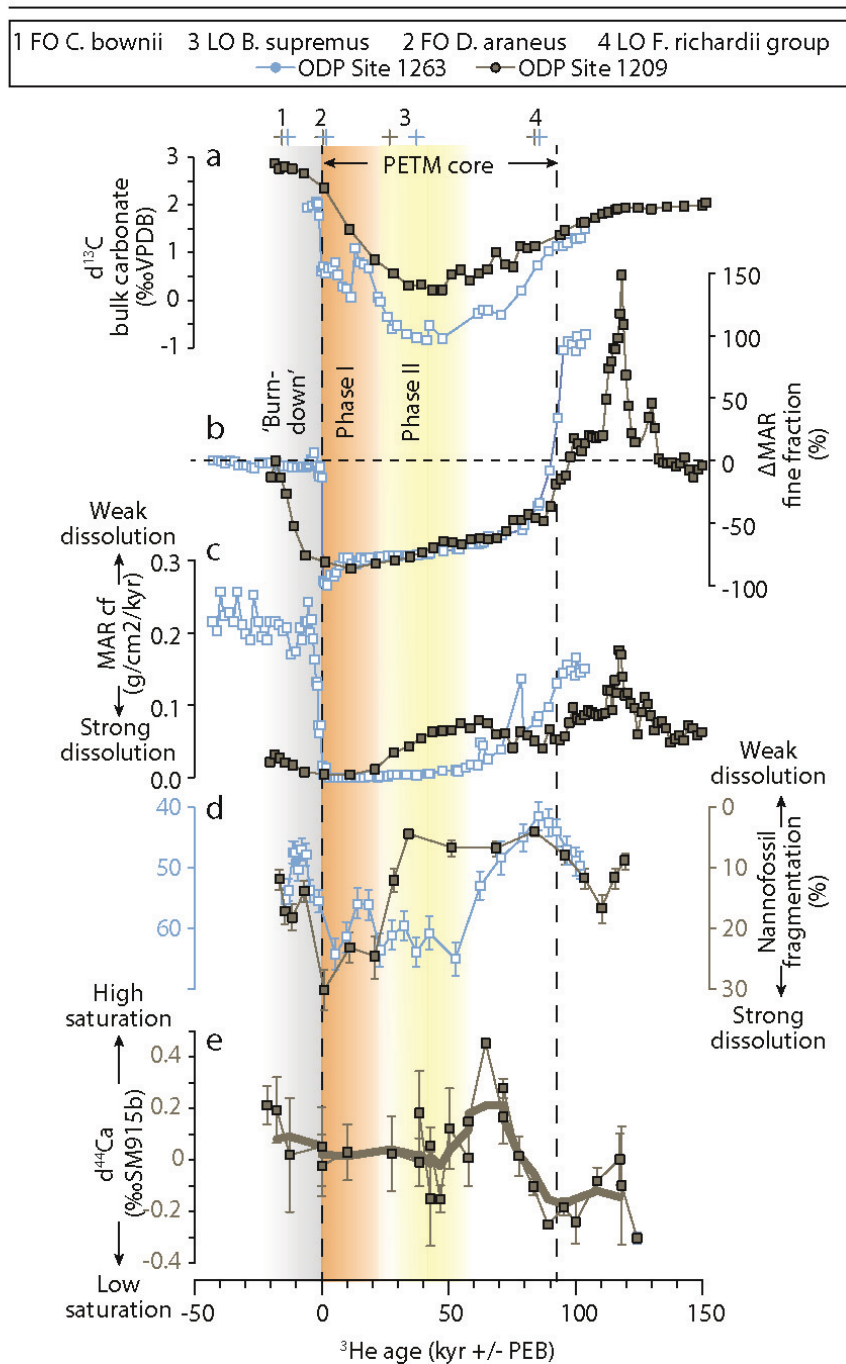 1 FO C. bownii 3 LO B. supremus 2 FO D. araneus 4 LO F. richardii group
ODP Site 1263 ODP Site 1209
1 2 3 4
a
PETM core
3
2
1
0
-1
d13C
bulk carbonate
(‰VPDB)
'Burn-
down'
Phase I
Phase II
b
150
100
50
0
-50
-100
ΔMAR
fine fraction
(%)
Weak
dissolution
c
0.3
0.2
0.1
0.0
MAR cf
(g/cm2/kyr)
Strong
dissolution
Weak
dissolution
d
40
50
60
0
10
20
30
Nannofossil
fragmentation
(%)
Strong
dissolution
High
saturation
e
0.4
0.2
0
-0.2
-0.4
d44Ca
(‰SM915b)
Low
saturation
-50 0 50 100 150
3He age (kyr +/- PEB)